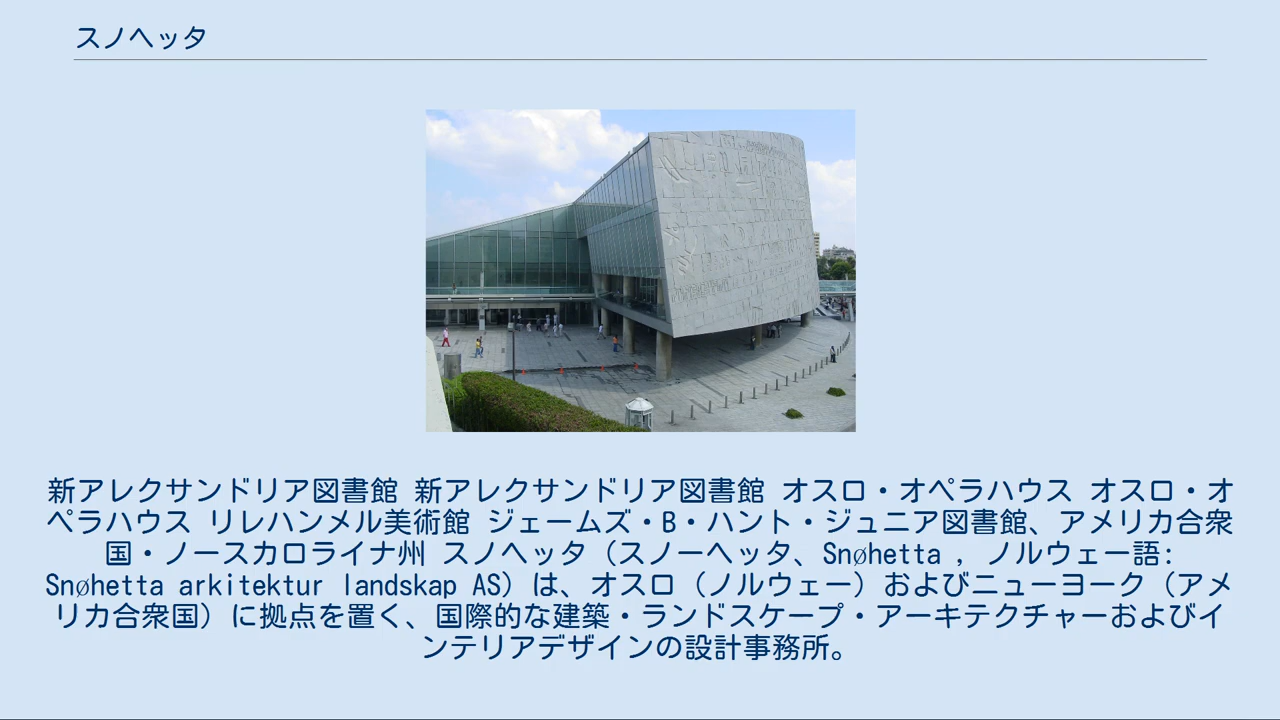 スノヘッタ
新アレクサンドリア図書館 新アレクサンドリア図書館 オスロ・オペラハウス オスロ・オ
ペラハウス リレハンメル美術館 ジェームズ・B・ハント・ジュニア図書館、アメリカ合衆
国・ノースカロライナ州 スノヘッタ（スノーヘッタ、Snøhetta , ノルウェー語:
Snøhetta arkitektur landskap AS）は、オスロ（ノルウェー）およびニューヨーク（アメ
リカ合衆国）に拠点を置く、国際的な建築・ランドスケープ・アーキテクチャーおよびイ
ンテリアデザインの設計事務所。